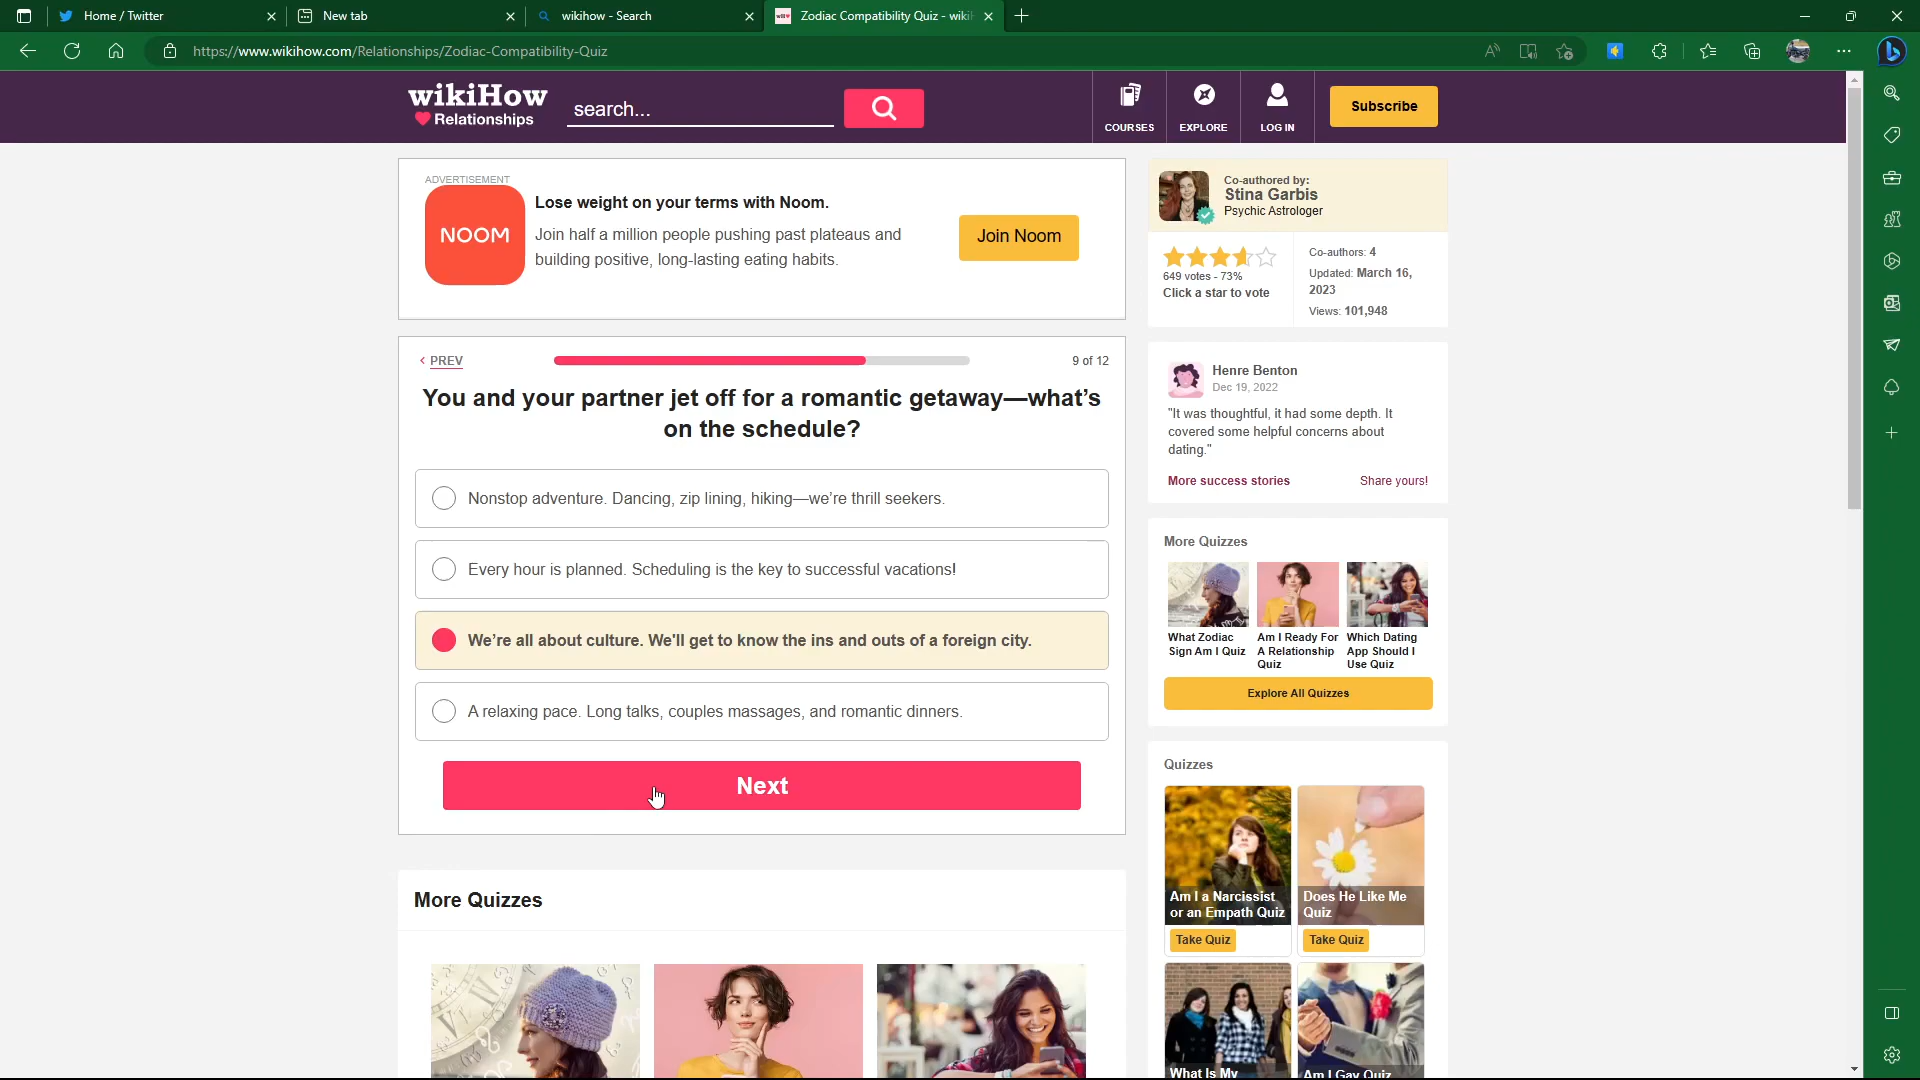 Home / Twitter
New tab
wikihow - Search
Zodiac Compatibility Quiz - wikiH
https://www.wikihow.com/Relationships/Zodiac-Compatibility-Quiz
wikiHow
Relationships
search...
COURSES
EXPLORE
LOG IN
Subscribe
ADVERTISEMENT
NOOM
Lose weight on your terms with Noom.
Join half a million people pushing past plateaus and
building positive, long-lasting eating habits.
Join Noom
PREV
9 of 12
You and your partner jet off for a romantic getaway—what's
on the schedule?
Nonstop adventure. Dancing, zip lining, hiking—we're thrill seekers.
Every hour is planned. Scheduling is the key to successful vacations!
We're all about culture. We'll get to know the ins and outs of a foreign city.
A relaxing pace. Long talks, couples massages, and romantic dinners.
Next
More Quizzes
Co-authored by:
Stina Garbis
Psychic Astrologer
649 votes - 73%
Click a star to vote
Co-authors: 4
Updated: March 16,
2023
Views: 101,948
Henre Benton
Dec 19, 2022
"It was thoughtful, it had some depth. It
covered some helpful concerns about
dating."
More success stories
Share yours!
More Quizzes
What Zodiac
Sign Am I Quiz
Am I Ready For
A Relationship
Quiz
Which Dating
App Should I
Use Quiz
Explore All Quizzes
Quizzes
Am I a Narcissist
or an Empath Quiz
Take Quiz
Does He Like Me
Quiz
Take Quiz
What Is My
Am I Gay Quiz